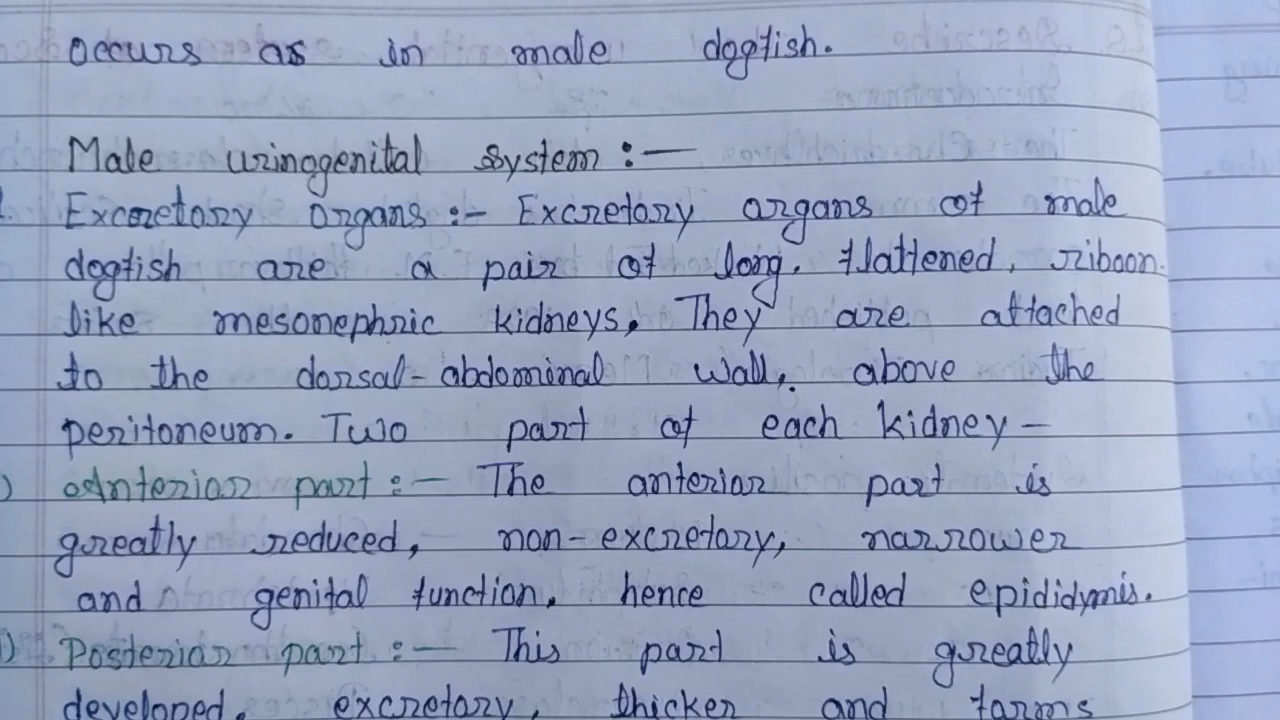 occurs as in male dogfish.
Male urinogenital system :-
Excretory organs :- Excretory organs of male
dogfish are a pair of long, flattened, riboon
like mesonephric kidneys. They are attached
to the dorsal-abdominal wall, above the
peritoneum. Two part of each kidney -
) Anterior part :- The anterior part is
greatly reduced, non-excretory, narrower
and genital function, hence called epididymis.
) Posterior part :- This part is greatly
developed, excretory, thicker and forms